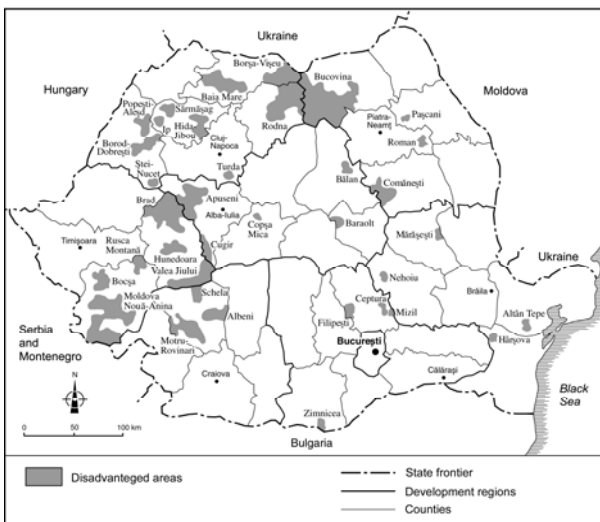 Ukraine
Hungary
Moldova
Borşa-Vişeu
Bucovina
Baia Mare
Popeşti-
Aleşd
Sărmăşag
Ip
Hida
Jibou
Cluj-
Napoca
Rodna
Piatra-
Neamţ
Paşcani
Roman
Borod-
Dobreşti
Ştei-
Nucet
Turda
Bălan
Comăneşti
Brad
Apuseni
Alba-Iulia
Copşa
Mica
Baraolt
Mărăşeşti
Timişoara
Rusca
Montană
Cugir
Hunedoara
Valea Jiului
Ukraine
Bocşa
Moldova
Nouă-Anina
Schela
Albeni
Nehoiu
Ceptura
Mizil
Brăila
Altân Tepe
Serbia
and
Montenegro
Motru-
Rovinari
Filipeşti
Bucureşti
Hârşova
Craiova
Călăraşi
Black
Sea
Zimnicea
Bulgaria
N
0 50 100 km
Disadvanteged areas
State frontier
Development regions
Counties